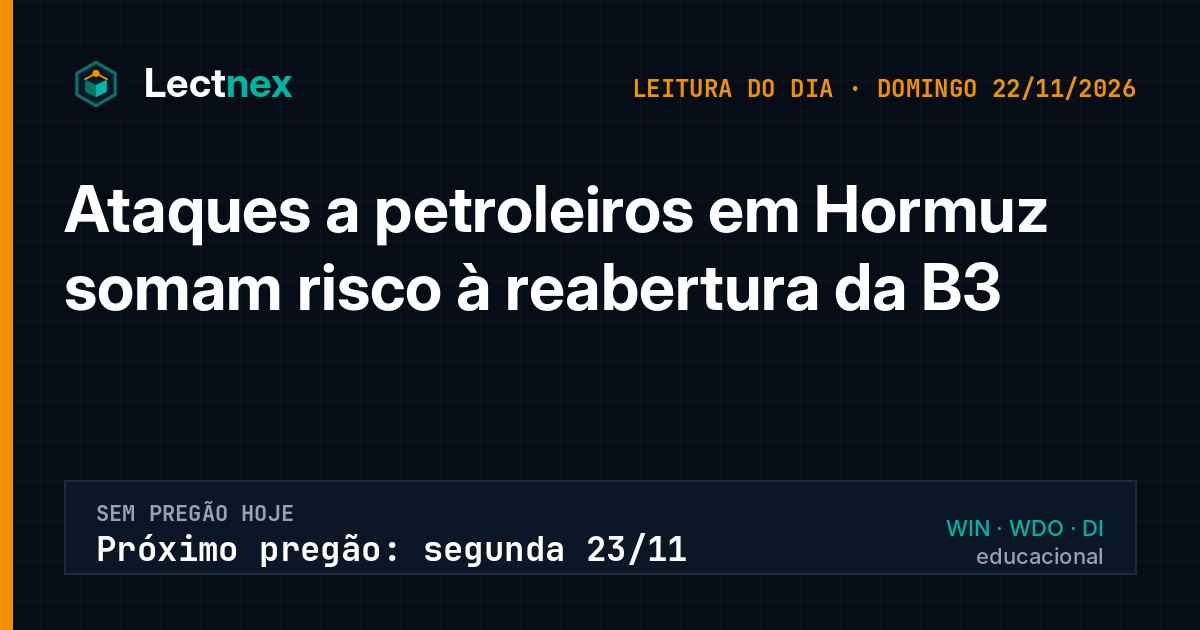 Lectnex
LEITURA DO DIA · DOMINGO 22/11/2026
Ataques a petroleiros em Hormuz
somam risco à reabertura da B3
SEM PREGÃO HOJE
Próximo pregão: segunda 23/11
WIN · WDO · DI
educacional